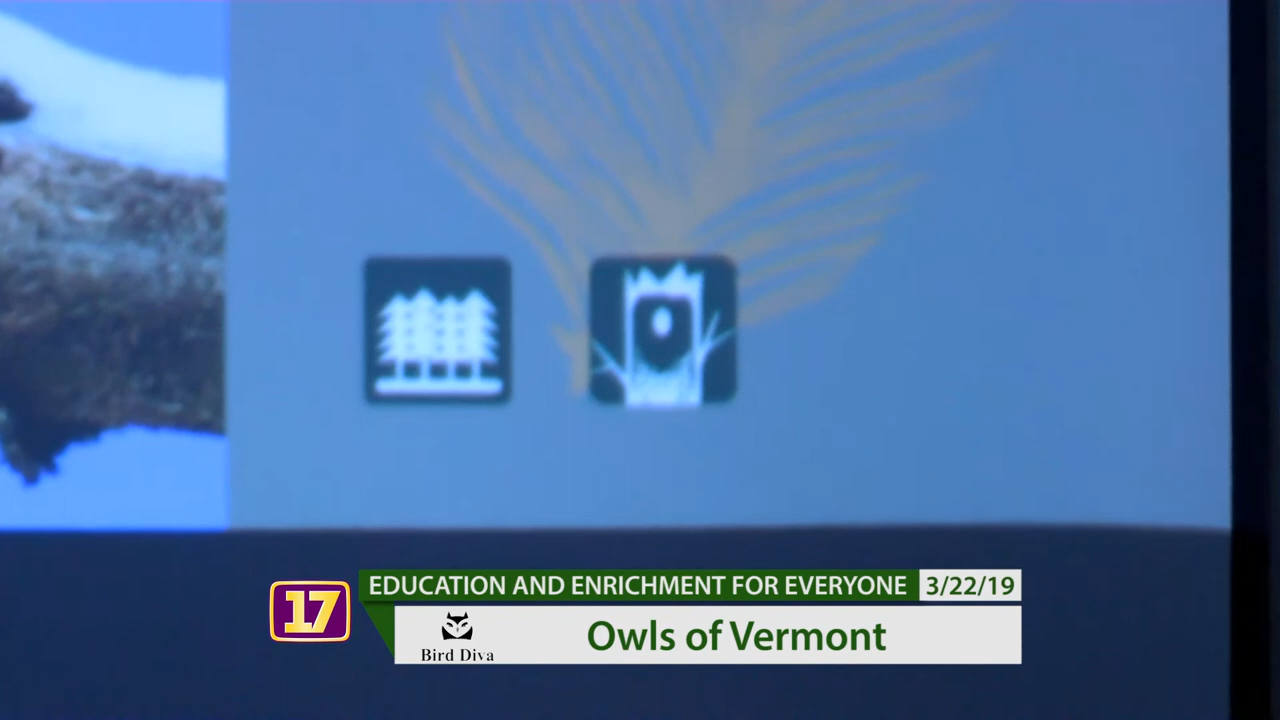 17
EDUCATION AND ENRICHMENT FOR EVERYONE 3/22/19
Bird Diva
Owls of Vermont